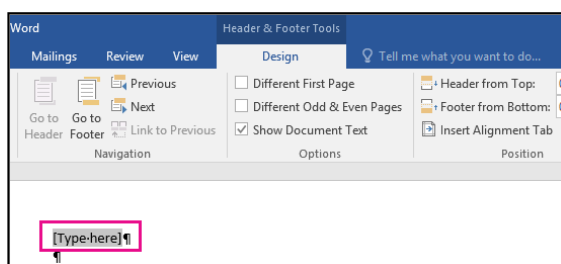 Word
Header & Footer Tools
Mailings Review View Design Tell me what you want to do...
Go to Header
Go to Footer
Previous
Next
Link to Previous
Navigation
Different First Page
Different Odd & Even Pages
Show Document Text
Options
Header from Top:
Footer from Bottom:
Insert Alignment Tab
Position
[Type·here]¶
¶